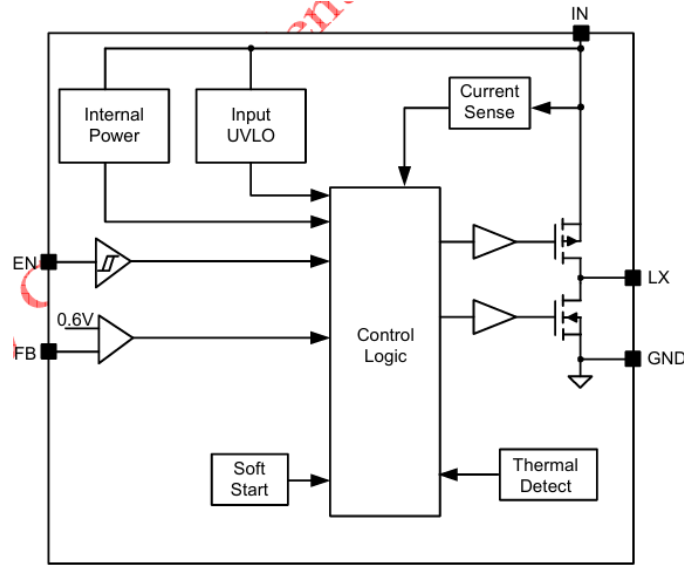 IN
Internal
Power
Input
UVLO
Current
Sense
EN
LX
0.6V
FB
Control
Logic
GND
Soft
Start
Thermal
Detect